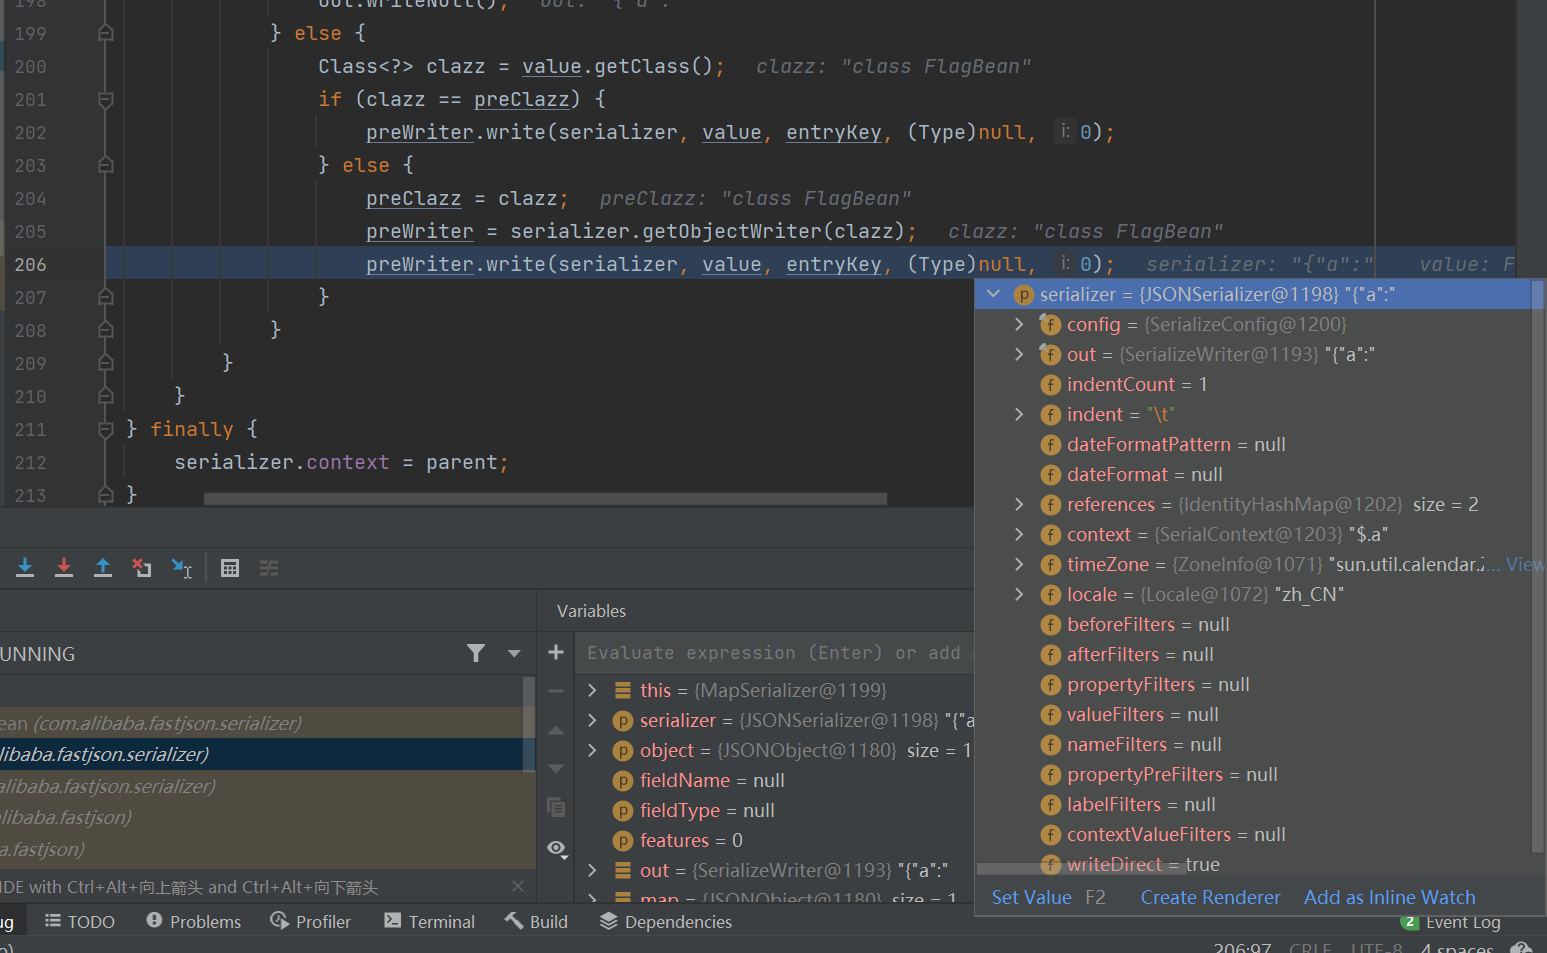 198 out.writeNull(); out: "{"a":"
199 } else {
200 Class<?> clazz = value.getClass(); clazz: "class FlagBean"
201 if (clazz == preClazz) {
202 preWriter.write(serializer, value, entryKey, (Type)null, i: 0);
203 } else {
204 preClazz = clazz; preClazz: "class FlagBean"
205 preWriter = serializer.getObjectWriter(clazz); clazz: "class FlagBean"
206 preWriter.write(serializer, value, entryKey, (Type)null, i: 0); serializer: "{"a":" value: F
207 }
208 }
209 }
210 }
211 } finally {
212 serializer.context = parent;
213 }
serializer = {JSONSerializer@1198} "{"a":"
config = {SerializeConfig@1200}
out = {SerializeWriter@1193} "{"a":"
indentCount = 1
indent = "\t"
dateFormatPattern = null
dateFormat = null
references = {IdentityHashMap@1202} size = 2
context = {SerialContext@1203} "$.a"
timeZone = {ZoneInfo@1071} "sun.util.calendar.Z... View
locale = {Locale@1072} "zh_CN"
beforeFilters = null
afterFilters = null
propertyFilters = null
valueFilters = null
nameFilters = null
propertyPreFilters = null
labelFilters = null
contextValueFilters = null
writeDirect = true
Set Value F2 Create Renderer Add as Inline Watch
UNNING
ean (com.alibaba.fastjson.serializer)
libaba.fastjson.serializer)
alibaba.fastjson.serializer)
libaba.fastjson)
a.fastjson)
IDE with Ctrl+Alt+向上箭头 and Ctrl+Alt+向下箭头
Variables
Evaluate expression (Enter) or add
this = {MapSerializer@1199}
serializer = {JSONSerializer@1198} "{"a
object = {JSONObject@1180} size = 1
fieldName = null
fieldType = null
features = 0
out = {SerializeWriter@1193} "{"a":"
map = {JSONObject@1180} size = 1
ug TODO Problems Profiler Terminal Build Dependencies 2 Event Log
206:97 CRLF UTF-8 4 spaces